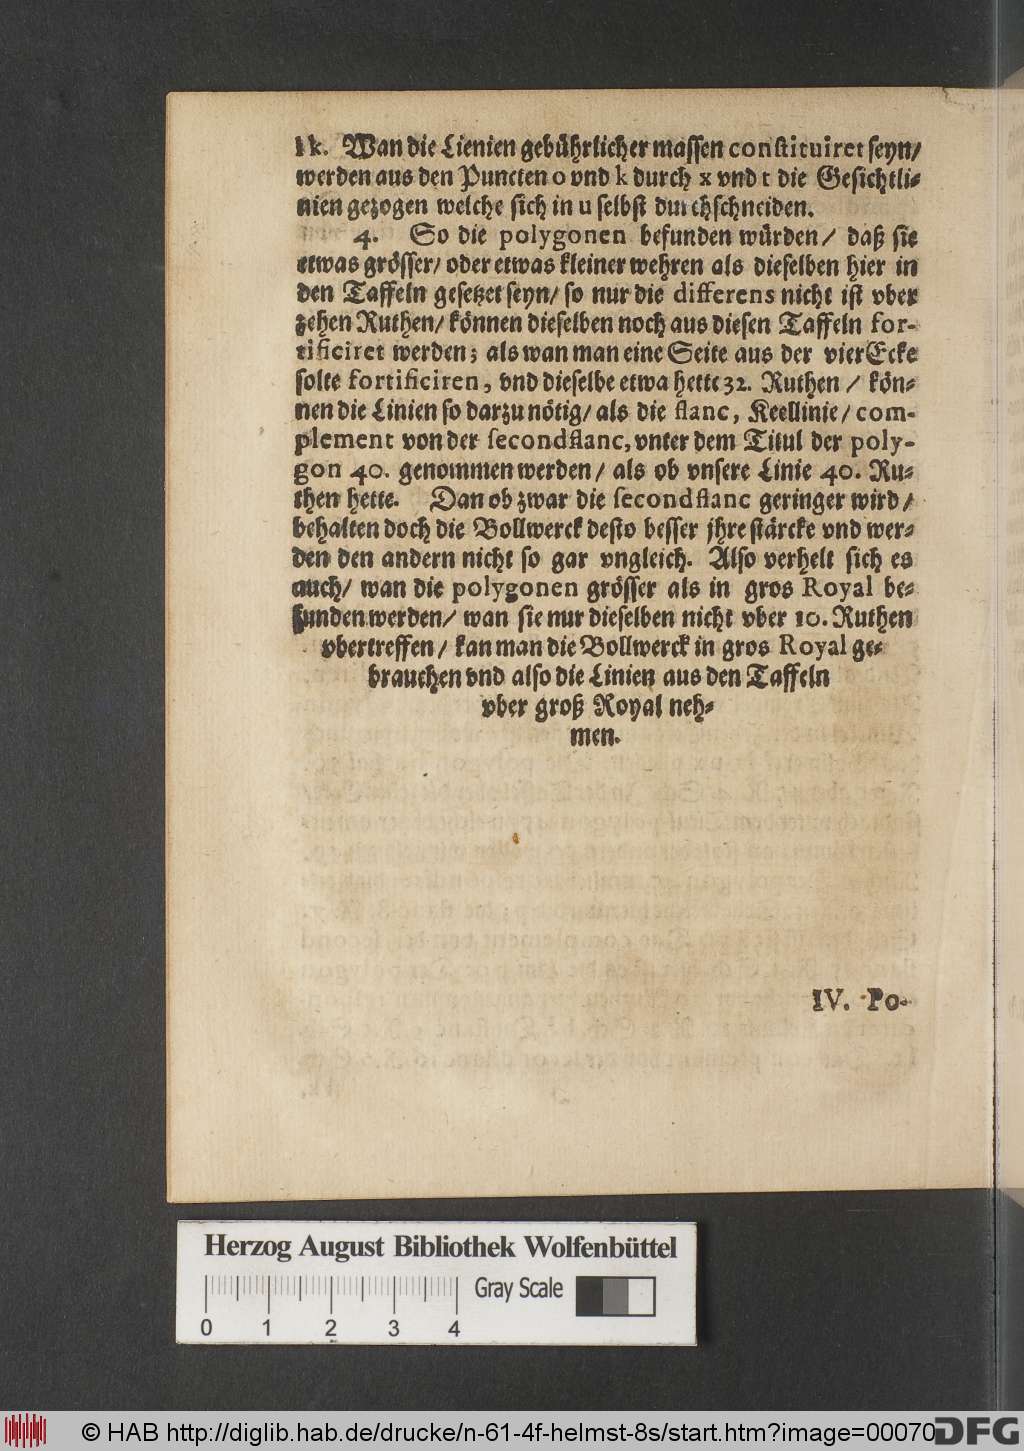 lk. Wan die Lienien gebührlicher massen constituiret seyn/
werden aus den Puncten o vnd k durch x vnd t die Gesichtli⸗
nien gezogen welche sich in u selbst durchschneiden.
4. So die polygonen befunden würden/ daß sie
etwas grösser/ oder etwas kleiner wehren als dieselben hier in
den Taffeln gesetzet seyn/ so nur die differens nicht ist vber
zehen Ruthen/ können dieselben noch aus diesen Taffeln for-
tificiret werden; als wan man eine Seite aus der vier Ecke
solte fortificiren, vnd dieselbe etwa hette 32. Ruthen / kön⸗
nen die Linien so darzu nötig/ als die flanc, Keellinie/ com-
plement von der secondflanc, vnter dem Titul der poly-
gon 40. genommen werden/ als ob vnsere Linie 40. Ru⸗
then hette. Dan ob zwar die secondflanc geringer wird/
behalten doch die Bollwerck desto besser jhre stärcke vnd wer⸗
den den andern nicht so gar vngleich. Also verhelt sich es
auch/ wan die polygonen grösser als in gros Royal be⸗
funden werden/ wan sie nur dieselben nicht vber 10. Ruthen
vbertreffen/ kan man die Bollwerck in gros Royal ge⸗
brauchen vnd also die Linien aus den Taffeln
vber groß Royal neh⸗
men.
IV. Po-
Herzog August Bibliothek Wolfenbüttel
Gray Scale
0 1 2 3 4
© HAB http://diglib.hab.de/drucke/n-61-4f-helmst-8s/start.htm?image=00070
DFG